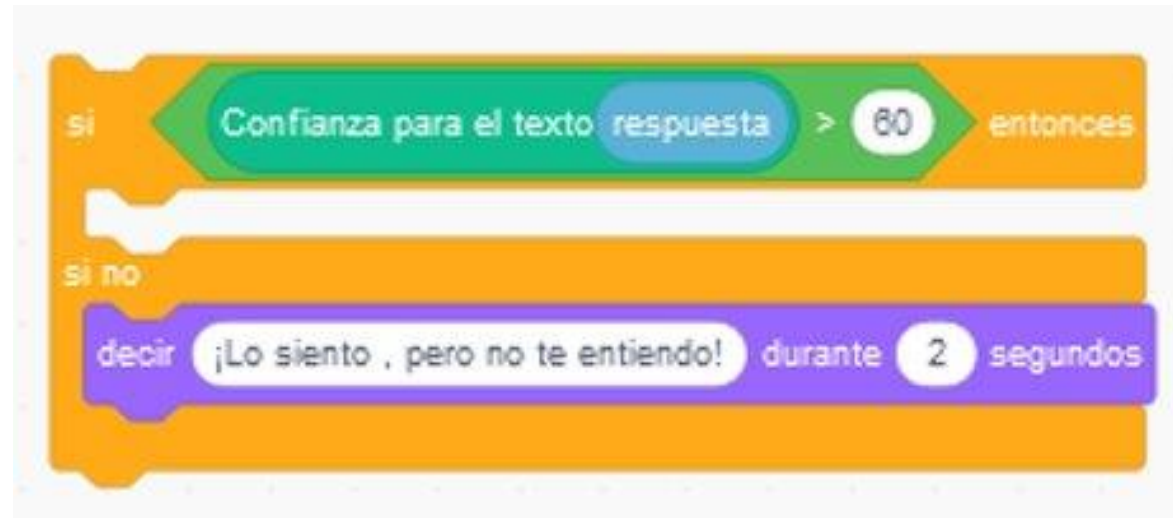 si Confianza para el texto respuesta > 60 entonces
si no
decir ¡Lo siento , pero no te entiendo! durante 2 segundos